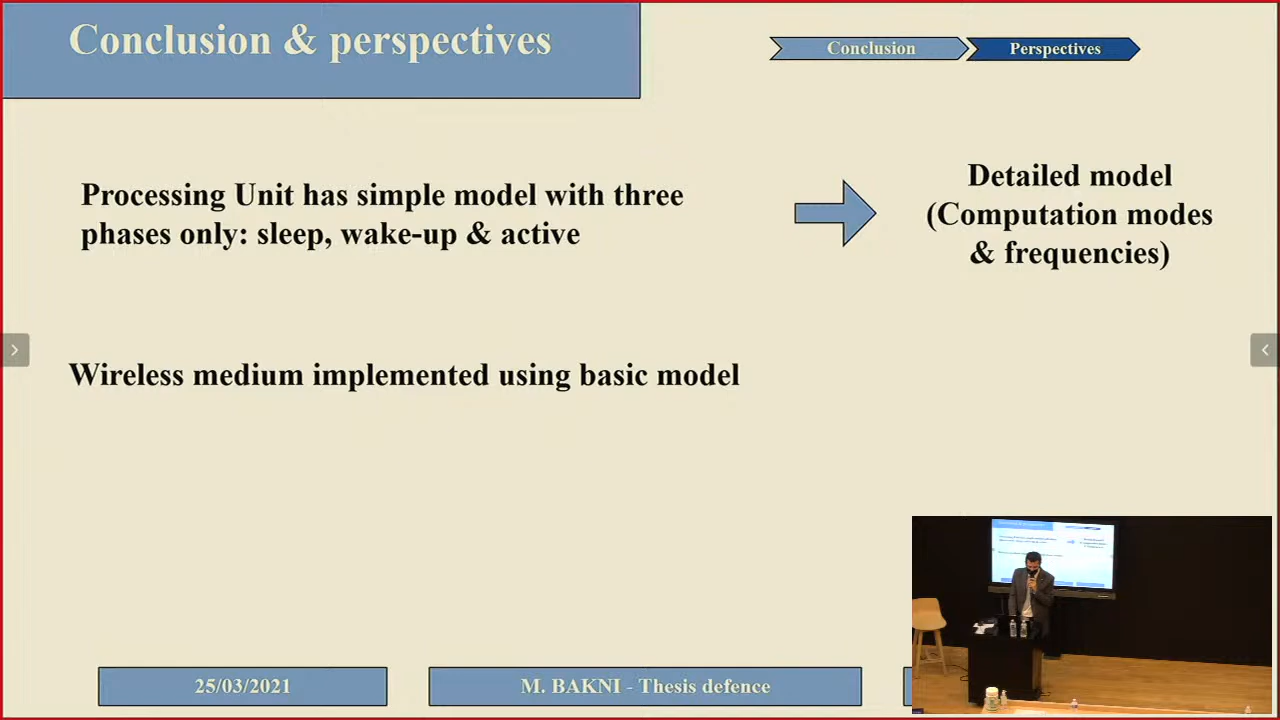 Conclusion & perspectives
Conclusion
Perspectives
Processing Unit has simple model with three
phases only: sleep, wake-up & active
Detailed model
(Computation modes
& frequencies)
Wireless medium implemented using basic model
25/03/2021
M. BAKNI - Thesis defence